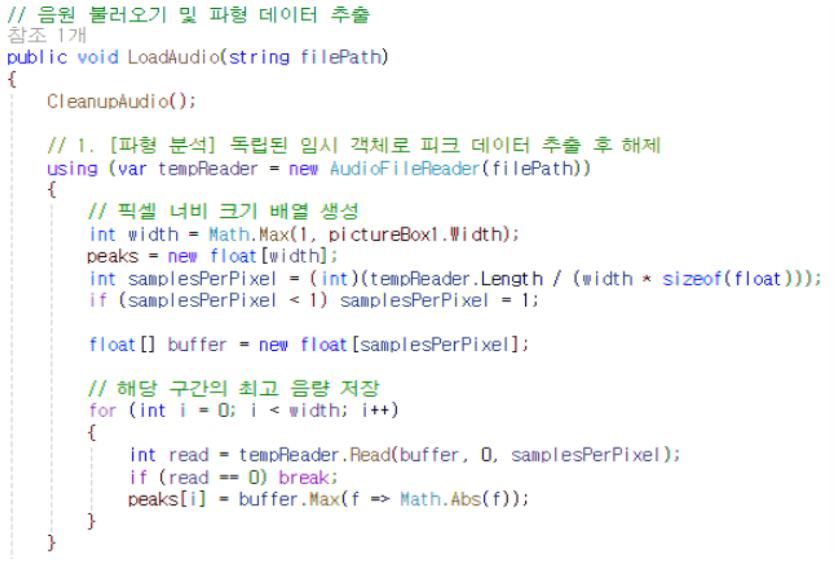 // 음원 불러오기 및 파형 데이터 추출
참조 1개
public void LoadAudio(string filePath)
{
    CleanupAudio();

    // 1. [파형 분석] 독립된 임시 객체로 피크 데이터 추출 후 해제
    using (var tempReader = new AudioFileReader(filePath))
    {
        // 픽셀 너비 크기 배열 생성
        int width = Math.Max(1, pictureBox1.Width);
        peaks = new float[width];
        int samplesPerPixel = (int)(tempReader.Length / (width * sizeof(float)));
        if (samplesPerPixel < 1) samplesPerPixel = 1;

        float[] buffer = new float[samplesPerPixel];

        // 해당 구간의 최고 음량 저장
        for (int i = 0; i < width; i++)
        {
            int read = tempReader.Read(buffer, 0, samplesPerPixel);
            if (read == 0) break;
            peaks[i] = buffer.Max(f => Math.Abs(f));
        }
    }